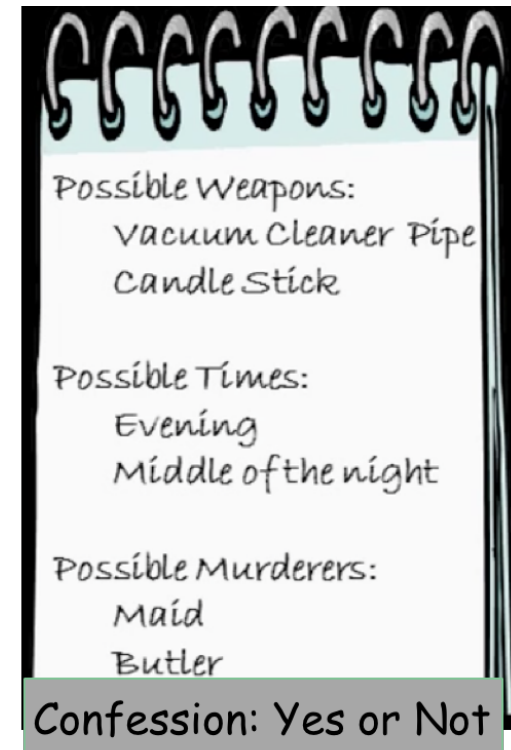 Possible Weapons:
Vacuum Cleaner Pipe
Candle Stick
Possible Times:
Evening
Middle of the night
Possible Murderers:
Maid
Butler
Confession: Yes or Not